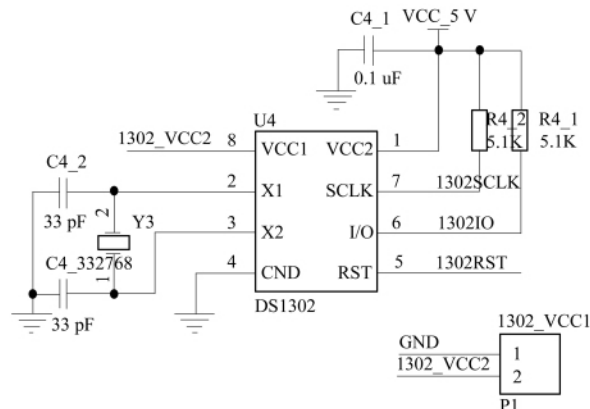 C4_1
VCC_5 V
0.1 uF
U4
R4_2
5.1K
R4_1
5.1K
1302_VCC2
8
VCC1
VCC2
1
C4_2
2
X1
SCLK
7
1302SCLK
33 pF
2
Y3
3
X2
I/O
6
1302IO
C4_332768
1
4
CND
RST
5
1302RST
33 pF
DS1302
1302_VCC1
GND
1
1302_VCC2
2
P1